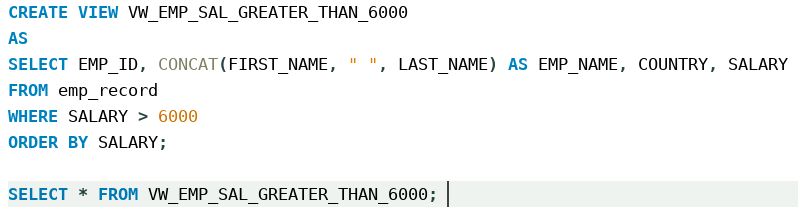 CREATE VIEW VW_EMP_SAL_GREATER_THAN_6000
AS
SELECT EMP_ID, CONCAT(FIRST_NAME, " ", LAST_NAME) AS EMP_NAME, COUNTRY, SALARY
FROM emp_record
WHERE SALARY > 6000
ORDER BY SALARY;
SELECT * FROM VW_EMP_SAL_GREATER_THAN_6000;